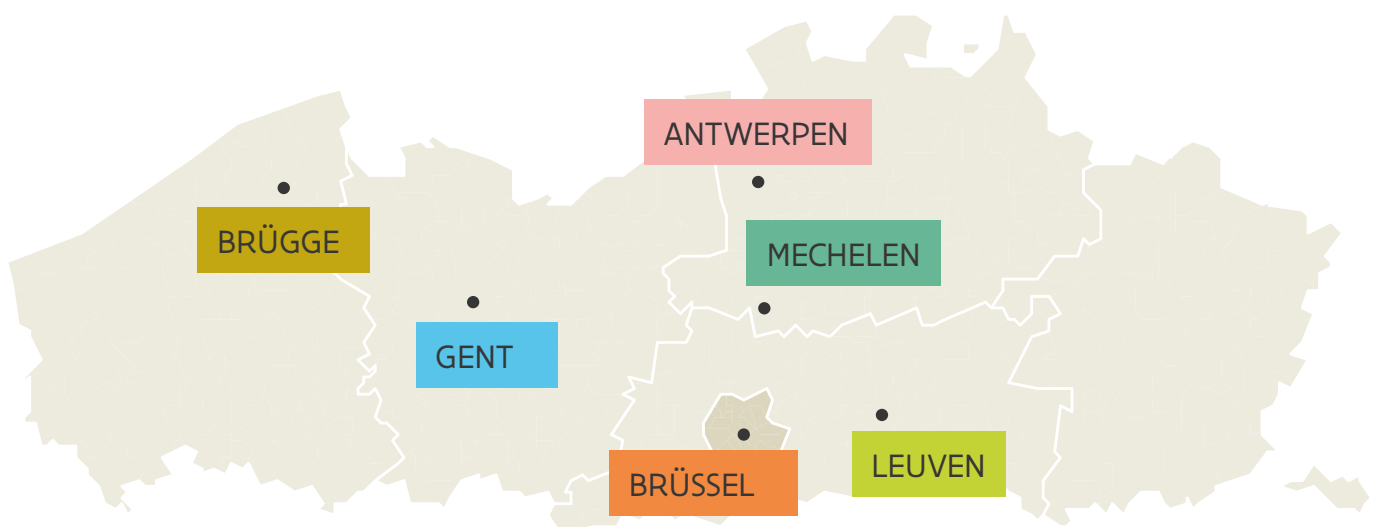 ANTWERPEN
BRÜGGE
MECHELEN
GENT
LEUVEN
BRÜSSEL